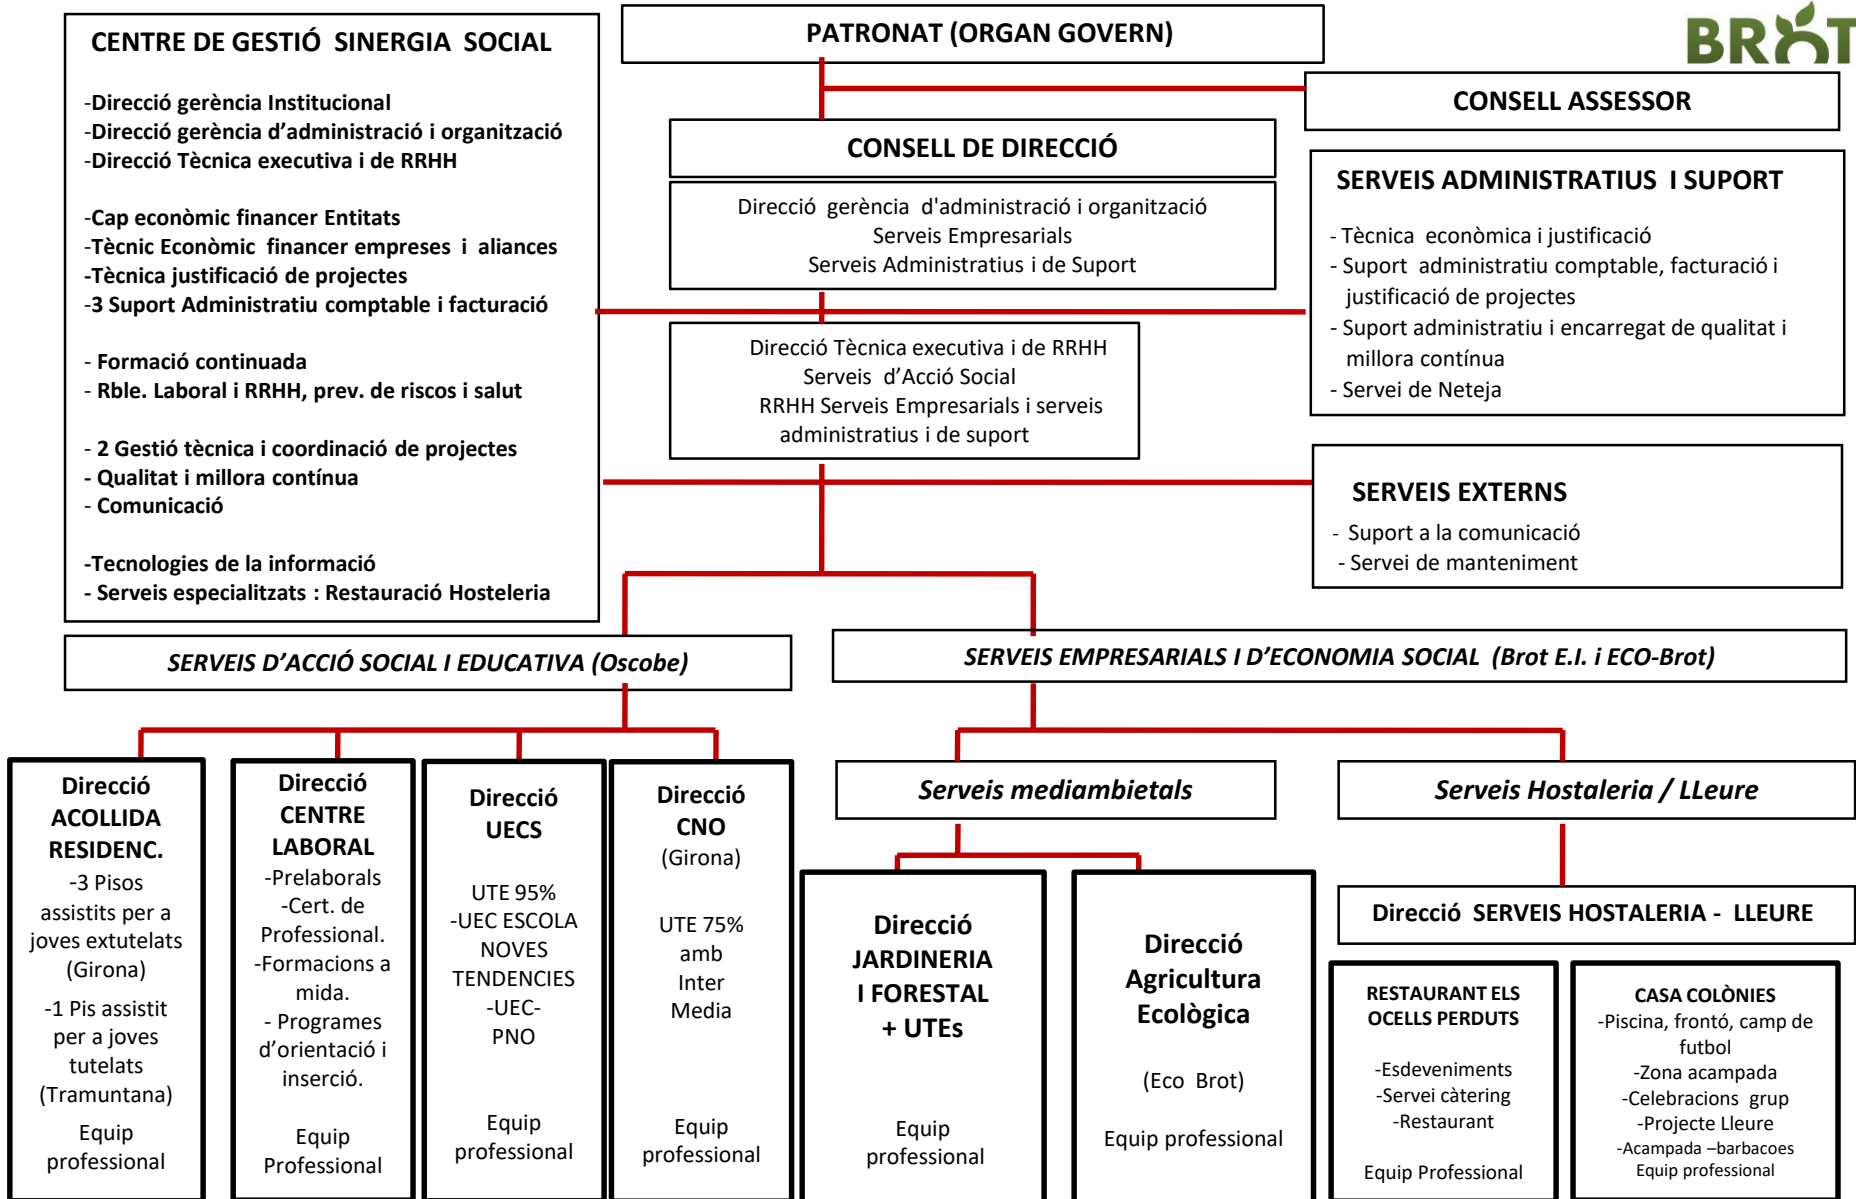 BROT
PATRONAT (ORGAN GOVERN)
CONSELL ASSESSOR
CENTRE DE GESTIÓ SINERGIA SOCIAL
-Direcció gerència Institucional
-Direcció gerència d’administració i organització
-Direcció Tècnica executiva i de RRHH
-Cap econòmic financer Entitats
-Tècnic Econòmic financer empreses i aliances
-Tècnica justificació de projectes
-3 Suport Administratiu comptable i facturació
- Formació continuada
- Rble. Laboral i RRHH, prev. de riscos i salut
- 2 Gestió tècnica i coordinació de projectes
- Qualitat i millora contínua
- Comunicació
-Tecnologies de la informació
- Serveis especialitzats : Restauració Hosteleria
CONSELL DE DIRECCIÓ
Direcció gerència d'administració i organització
Serveis Empresarials
Serveis Administratius i de Suport
Direcció Tècnica executiva i de RRHH
Serveis d’Acció Social
RRHH Serveis Empresarials i serveis
administratius i de suport
SERVEIS ADMINISTRATIUS I SUPORT
- Tècnica econòmica i justificació
- Suport administratiu comptable, facturació i
justificació de projectes
- Suport administratiu i encarregat de qualitat i
millora contínua
- Servei de Neteja
SERVEIS EXTERNS
- Suport a la comunicació
- Servei de manteniment
SERVEIS D’ACCIÓ SOCIAL I EDUCATIVA (Oscobe)
SERVEIS EMPRESARIALS I D’ECONOMIA SOCIAL (Brot E.I. i ECO-Brot)
Direcció
ACOLLIDA
RESIDENC.
-3 Pisos
assistits per a
joves extutelats
(Girona)
-1 Pis assistit
per a joves
tutelats
(Tramuntana)
Equip
professional
Direcció
CENTRE
LABORAL
-Prelaborals
-Cert. de
Professional.
-Formacions a
mida.
- Programes
d’orientació i
inserció.
Equip
Professional
Direcció
UECS
UTE 95%
-UEC ESCOLA
NOVES
TENDENCIES
-UEC-
PNO
Equip
professional
Direcció
CNO
(Girona)
UTE 75%
amb
Inter
Media
Equip
professional
Serveis mediambietals
Direcció
JARDINERIA
I FORESTAL
+ UTEs
Equip
professional
Direcció
Agricultura
Ecològica
(Eco Brot)
Equip professional
Serveis Hostaleria / LLeure
Direcció SERVEIS HOSTALERIA - LLEURE
RESTAURANT ELS
OCELLS PERDUTS
-Esdeveniments
-Servei càtering
-Restaurant
Equip Professional
CASA COLÒNIES
-Piscina, frontó, camp de
futbol
-Zona acampada
-Celebracions grup
-Projecte Lleure
-Acampada –barbacoes
Equip professional